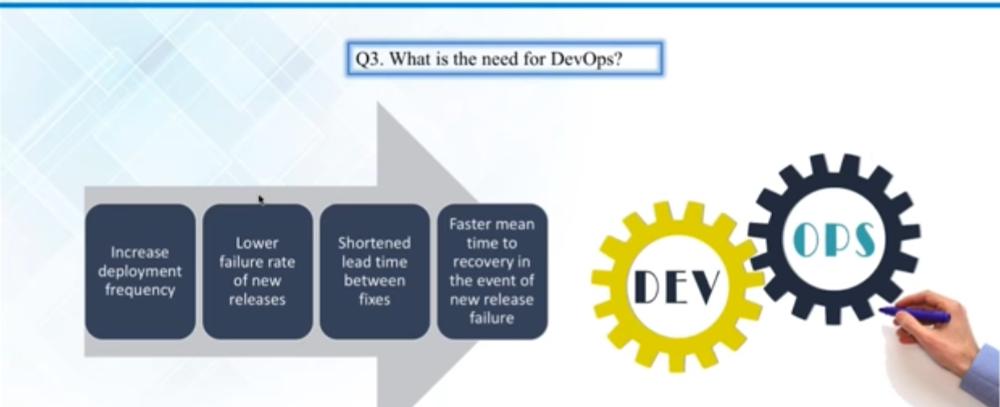 Q3. What is the need for DevOps?
Increase
deployment
frequency
Lower
failure rate
of new
releases
Shortened
lead time
between
fixes
Faster mean
time to
recovery in
the event of
new release
failure
DEV
OPS